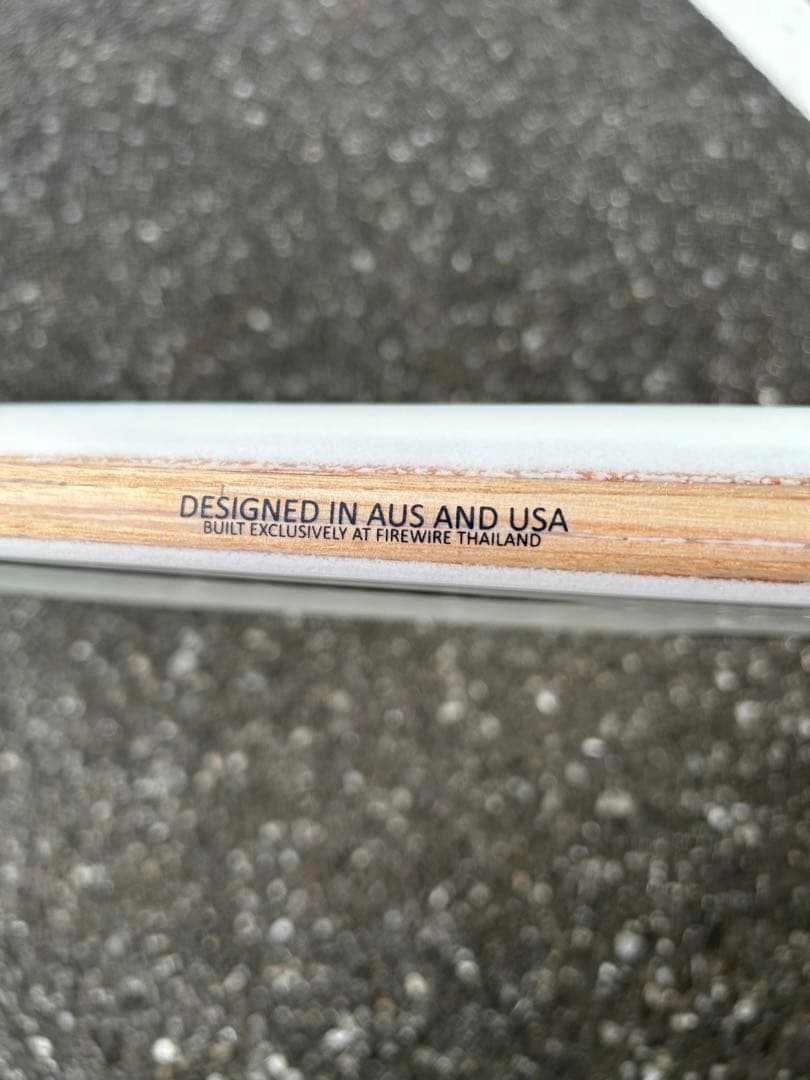 DESIGNED IN AUS AND USA
BUILT EXCLUSIVELY AT FIREWIRE THAILAND